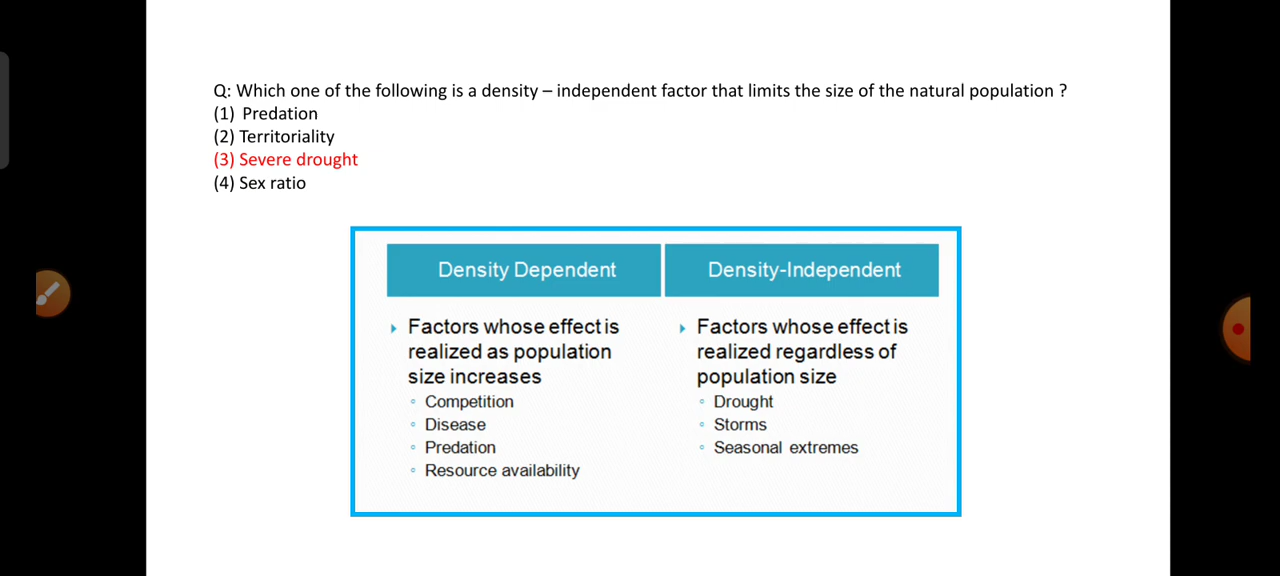 Q: Which one of the following is a density – independent factor that limits the size of the natural population ?
(1) Predation
(2) Territoriality
(3) Severe drought
(4) Sex ratio
Density Dependent
Factors whose effect is
realized as population
size increases
Competition
Disease
Predation
Resource availability
Density-Independent
Factors whose effect is
realized regardless of
population size
Drought
Storms
Seasonal extremes